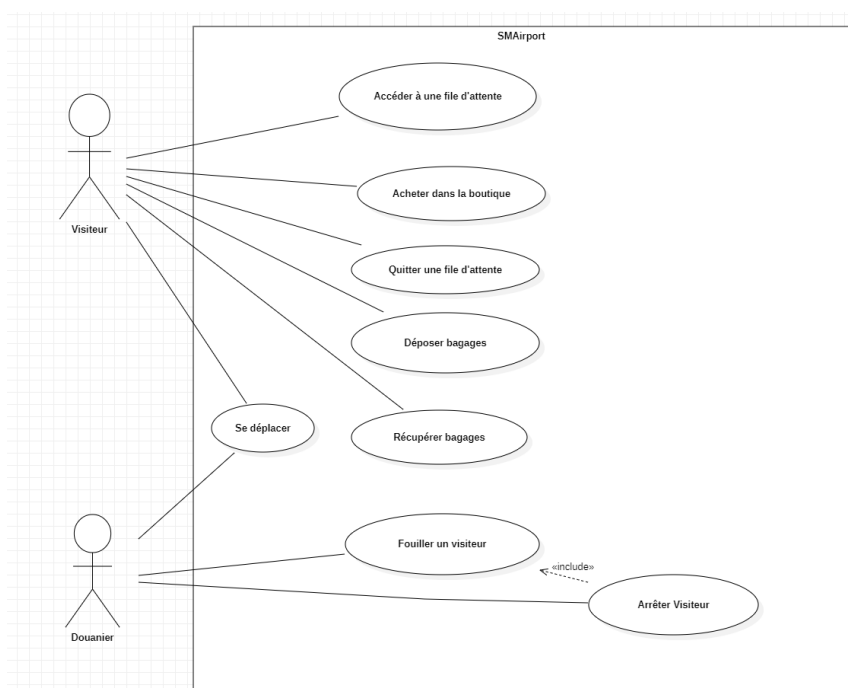 SMAirport
Accéder à une file d'attente
Acheter dans la boutique
Visiteur
Quitter une file d'attente
Déposer bagages
Se déplacer
Récupérer bagages
Fouiller un visiteur
«include»
Arrêter Visiteur
Douanier